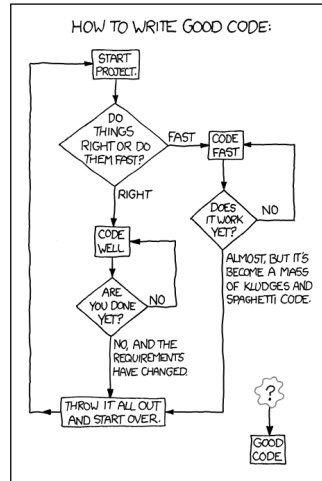 HOW TO WRITE GOOD CODE:
START
PROJECT.
DO
THINGS
RIGHT OR DO
THEM FAST?
FAST
CODE
FAST
RIGHT
DOES
IT WORK
YET?
NO
CODE
WELL
ALMOST, BUT IT'S
BECOME A MASS
OF KLUDGES AND
SPAGHETTI CODE.
ARE
YOU DONE
YET?
NO
NO, AND THE
REQUIREMENTS
HAVE CHANGED.
THROW IT ALL OUT
AND START OVER.
?
GOOD
CODE